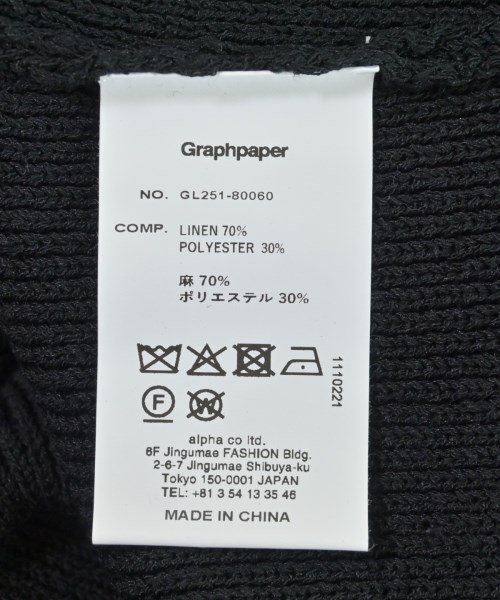 Graphpaper
NO. GL251-80060
COMP. LINEN 70%
POLYESTER 30%
麻 70%
ポリエステル 30%
1110221
F W
alpha co ltd.
6F Jingumae FASHION Bldg.
2-6-7 Jingumae Shibuya-ku
Tokyo 150-0001 JAPAN
TEL: +81 3 54 13 35 46
MADE IN CHINA